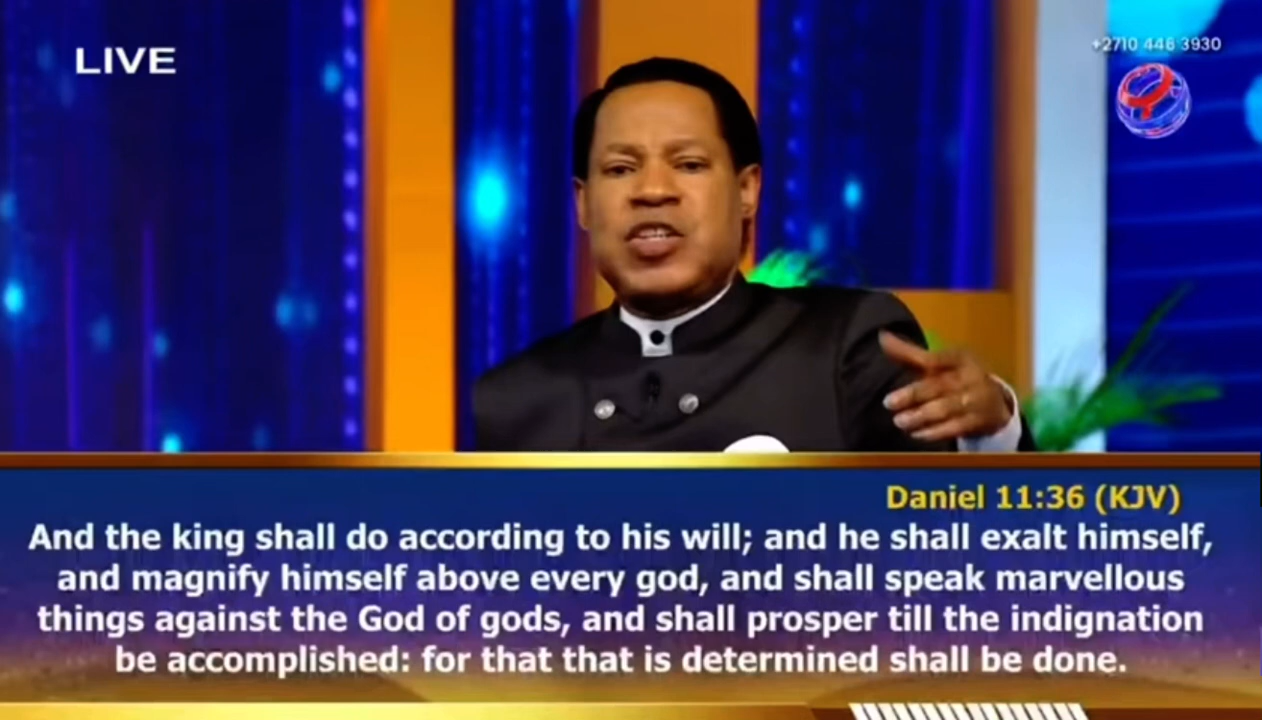 LIVE
+2710 446 3930
Daniel 11:36 (KJV)
And the king shall do according to his will; and he shall exalt himself,
and magnify himself above every god, and shall speak marvellous
things against the God of gods, and shall prosper till the indignation
be accomplished: for that that is determined shall be done.